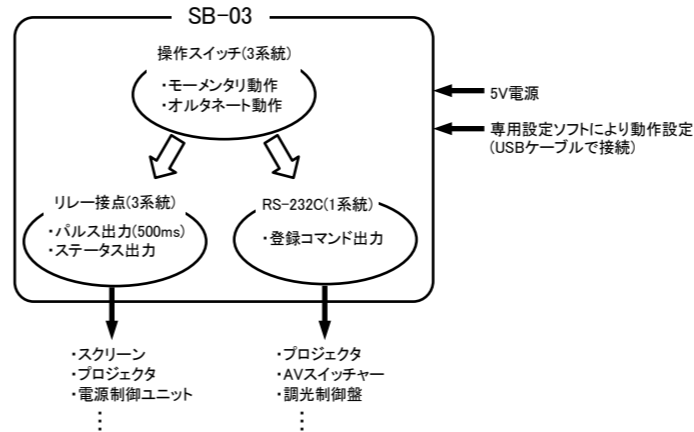 SB-03
操作スイッチ(3系統)
・モーメンタリ動作
・オルタネート動作
5V電源
専用設定ソフトにより動作設定
(USBケーブルで接続)
リレー接点(3系統)
・パルス出力(500ms)
・ステータス出力
RS-232C(1系統)
・登録コマンド出力
・スクリーン
・プロジェクタ
・電源制御ユニット
⋮
・プロジェクタ
・AVスイッチャー
・調光制御盤
⋮